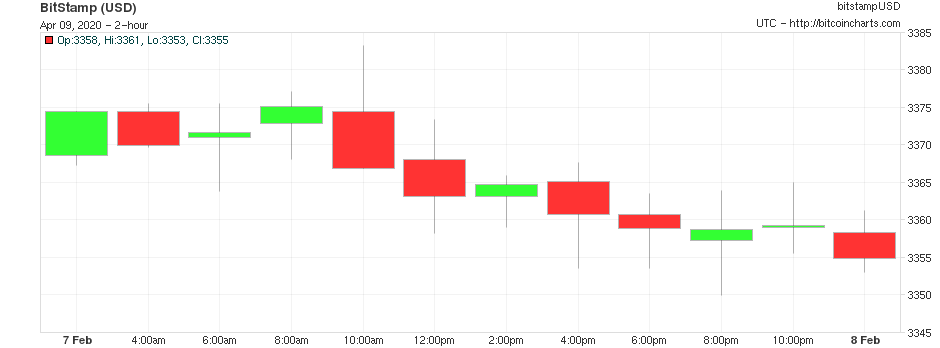 BitStamp (USD)
bitstampUSD
Apr 09, 2020 - 2-hour
UTC - http://bitcoincharts.com
Op:3358, Hi:3361, Lo:3353, Cl:3355
3385
3380
3375
3370
3365
3360
3355
3350
3345
7 Feb 4:00am 6:00am 8:00am 10:00am 12:00pm 2:00pm 4:00pm 6:00pm 8:00pm 10:00pm 8 Feb